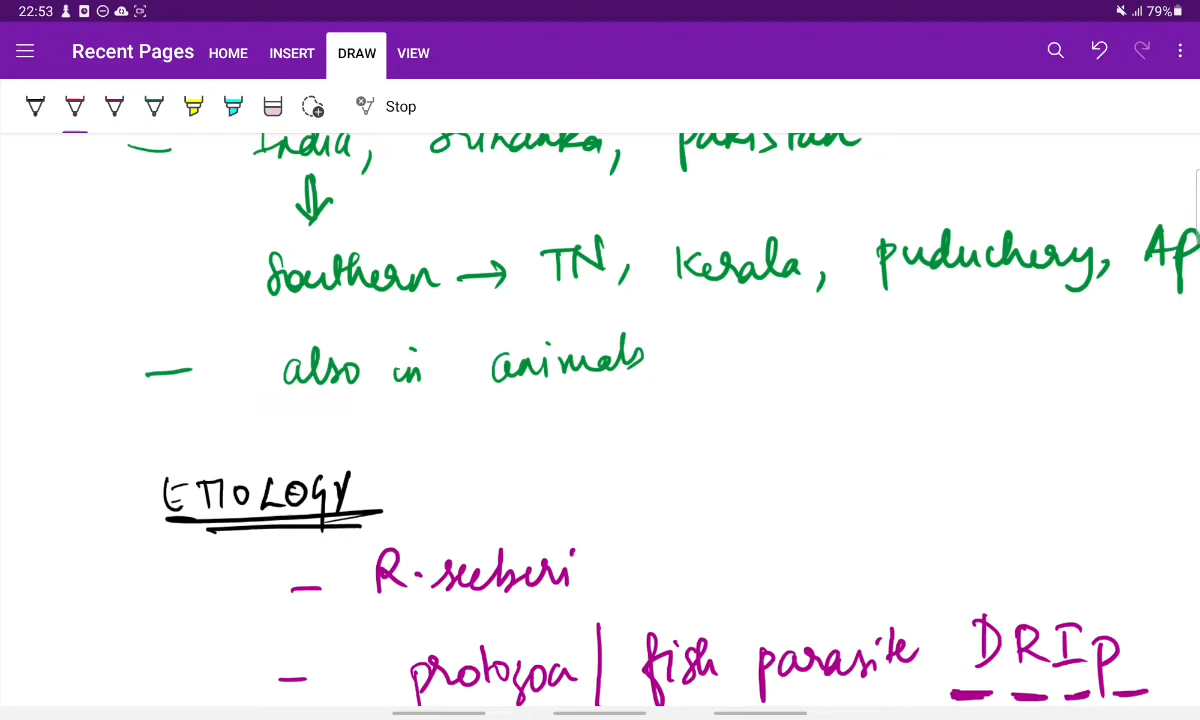 22:53 79%
Recent Pages HOME INSERT DRAW VIEW
Stop
- India, Srilanka, pakistan
Southern → TN, Kerala, puduchery, AP
- also in animals
ETIOLOGY
- R. seeberi
- protozoa / fish parasite DRIP